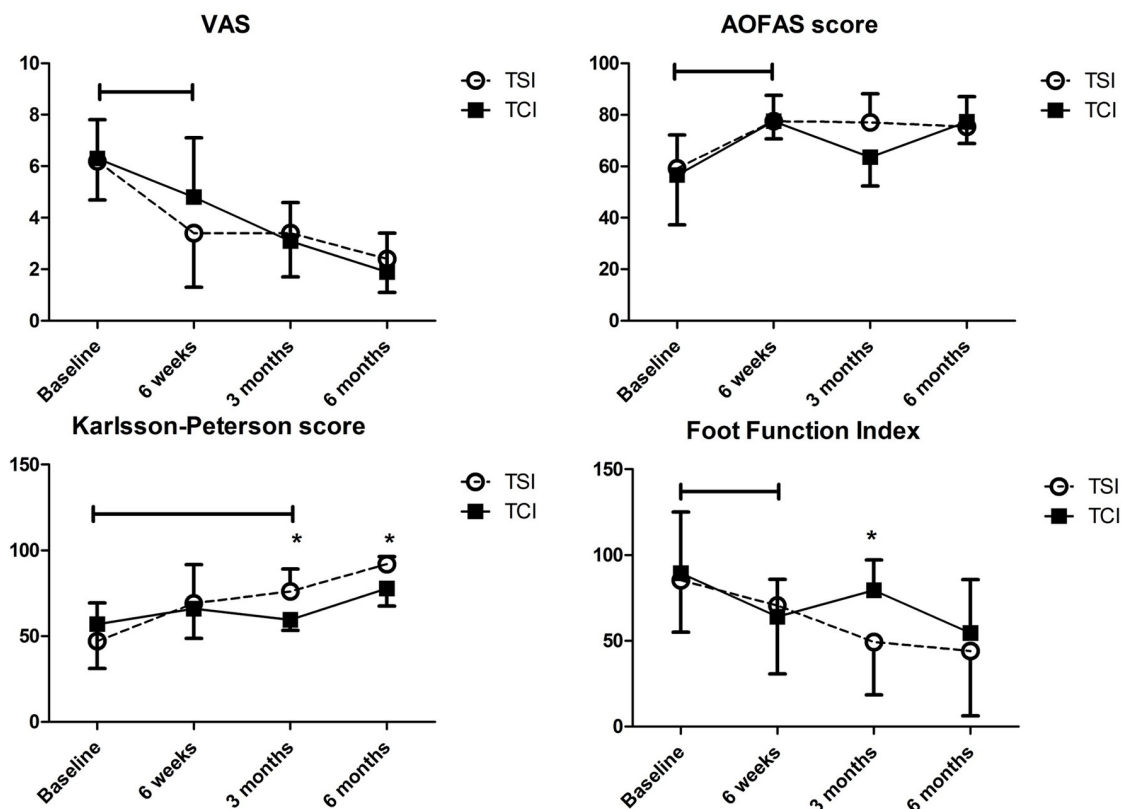 VAS
10
8
6
4
2
0
Baseline
6 weeks
3 months
6 months
TSI
TCI
AOFAS score
100
80
60
40
20
0
Baseline
6 weeks
3 months
6 months
TSI
TCI
Karlsson-Peterson score
150
100
50
0
* *
Baseline
6 weeks
3 months
6 months
TSI
TCI
Foot Function Index
150
100
50
0
*
Baseline
6 weeks
3 months
6 months
TSI
TCI